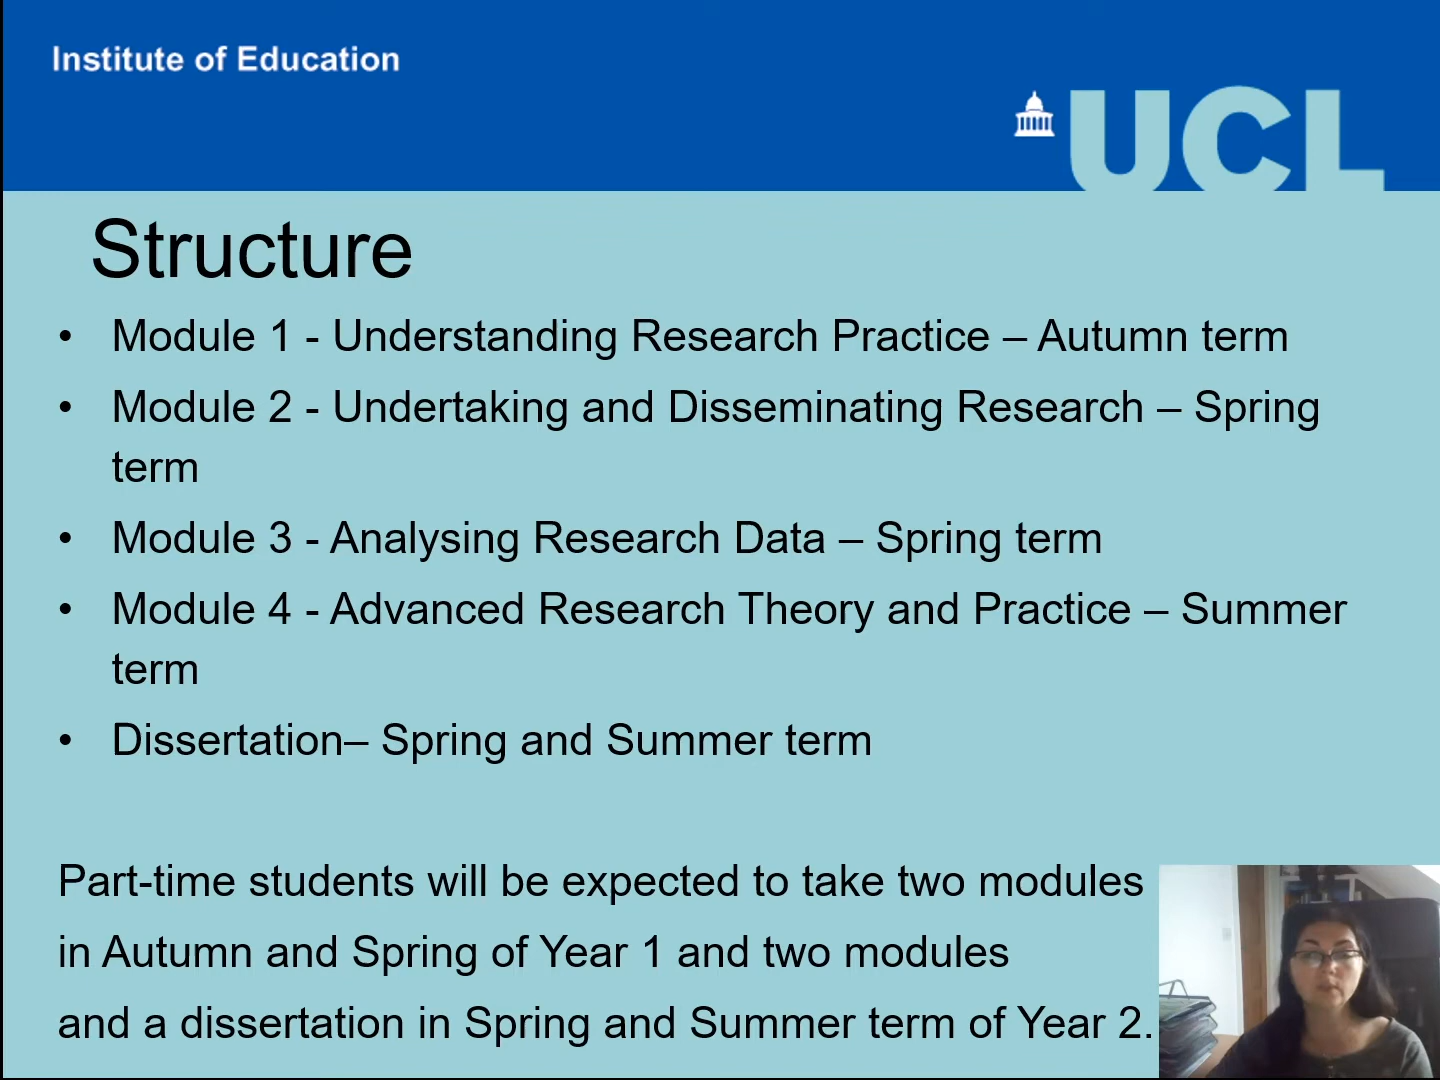 Institute of Education
UCL
Structure
• Module 1 - Understanding Research Practice – Autumn term
• Module 2 - Undertaking and Disseminating Research – Spring
term
• Module 3 - Analysing Research Data – Spring term
• Module 4 - Advanced Research Theory and Practice – Summer
term
• Dissertation– Spring and Summer term
Part-time students will be expected to take two modules
in Autumn and Spring of Year 1 and two modules
and a dissertation in Spring and Summer term of Year 2.